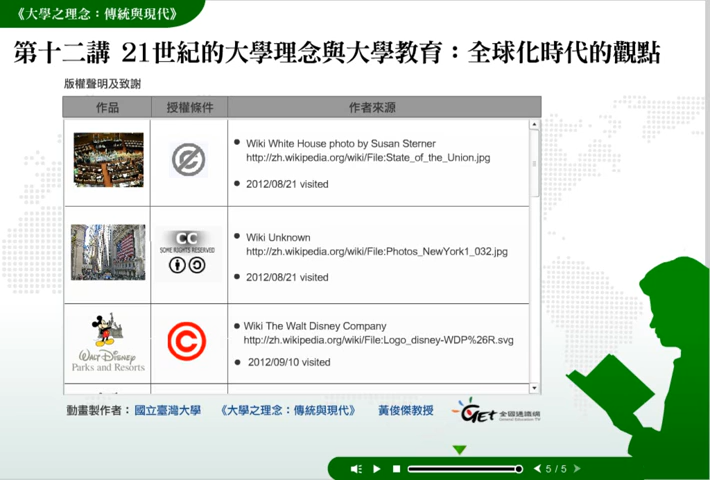 《大學之理念：傳統與現代》
第十二講 21世紀的大學理念與大學教育：全球化時代的觀點
版權聲明及致謝
作品 授權條件 作者來源
Wiki White House photo by Susan Sterner
http://zh.wikipedia.org/wiki/File:State_of_the_Union.jpg
2012/08/21 visited
CC
SOME RIGHTS RESERVED
Wiki Unknown
http://zh.wikipedia.org/wiki/File:Photos_NewYork1_032.jpg
2012/08/21 visited
WALT DISNEY
Parks and Resorts
Wiki The Walt Disney Company
http://zh.wikipedia.org/wiki/File:Logo_disney-WDP%26R.svg
2012/09/10 visited
動畫製作者：國立臺灣大學 《大學之理念：傳統與現代》 黃俊傑教授
GET 全國通識網
5 / 5